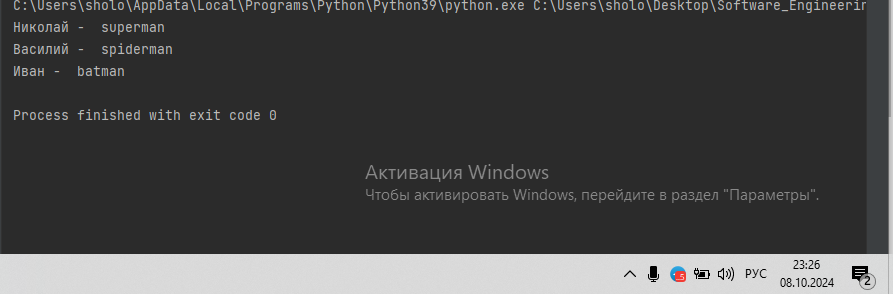 C:\Users\sholo\AppData\Local\Programs\Python\Python39\python.exe C:\Users\sholo\Desktop\Software_Engineerin
Николай -  superman
Василий -  spiderman
Иван -  batman
Process finished with exit code 0
Активация Windows
Чтобы активировать Windows, перейдите в раздел "Параметры".
РУС
23:26
08.10.2024
2